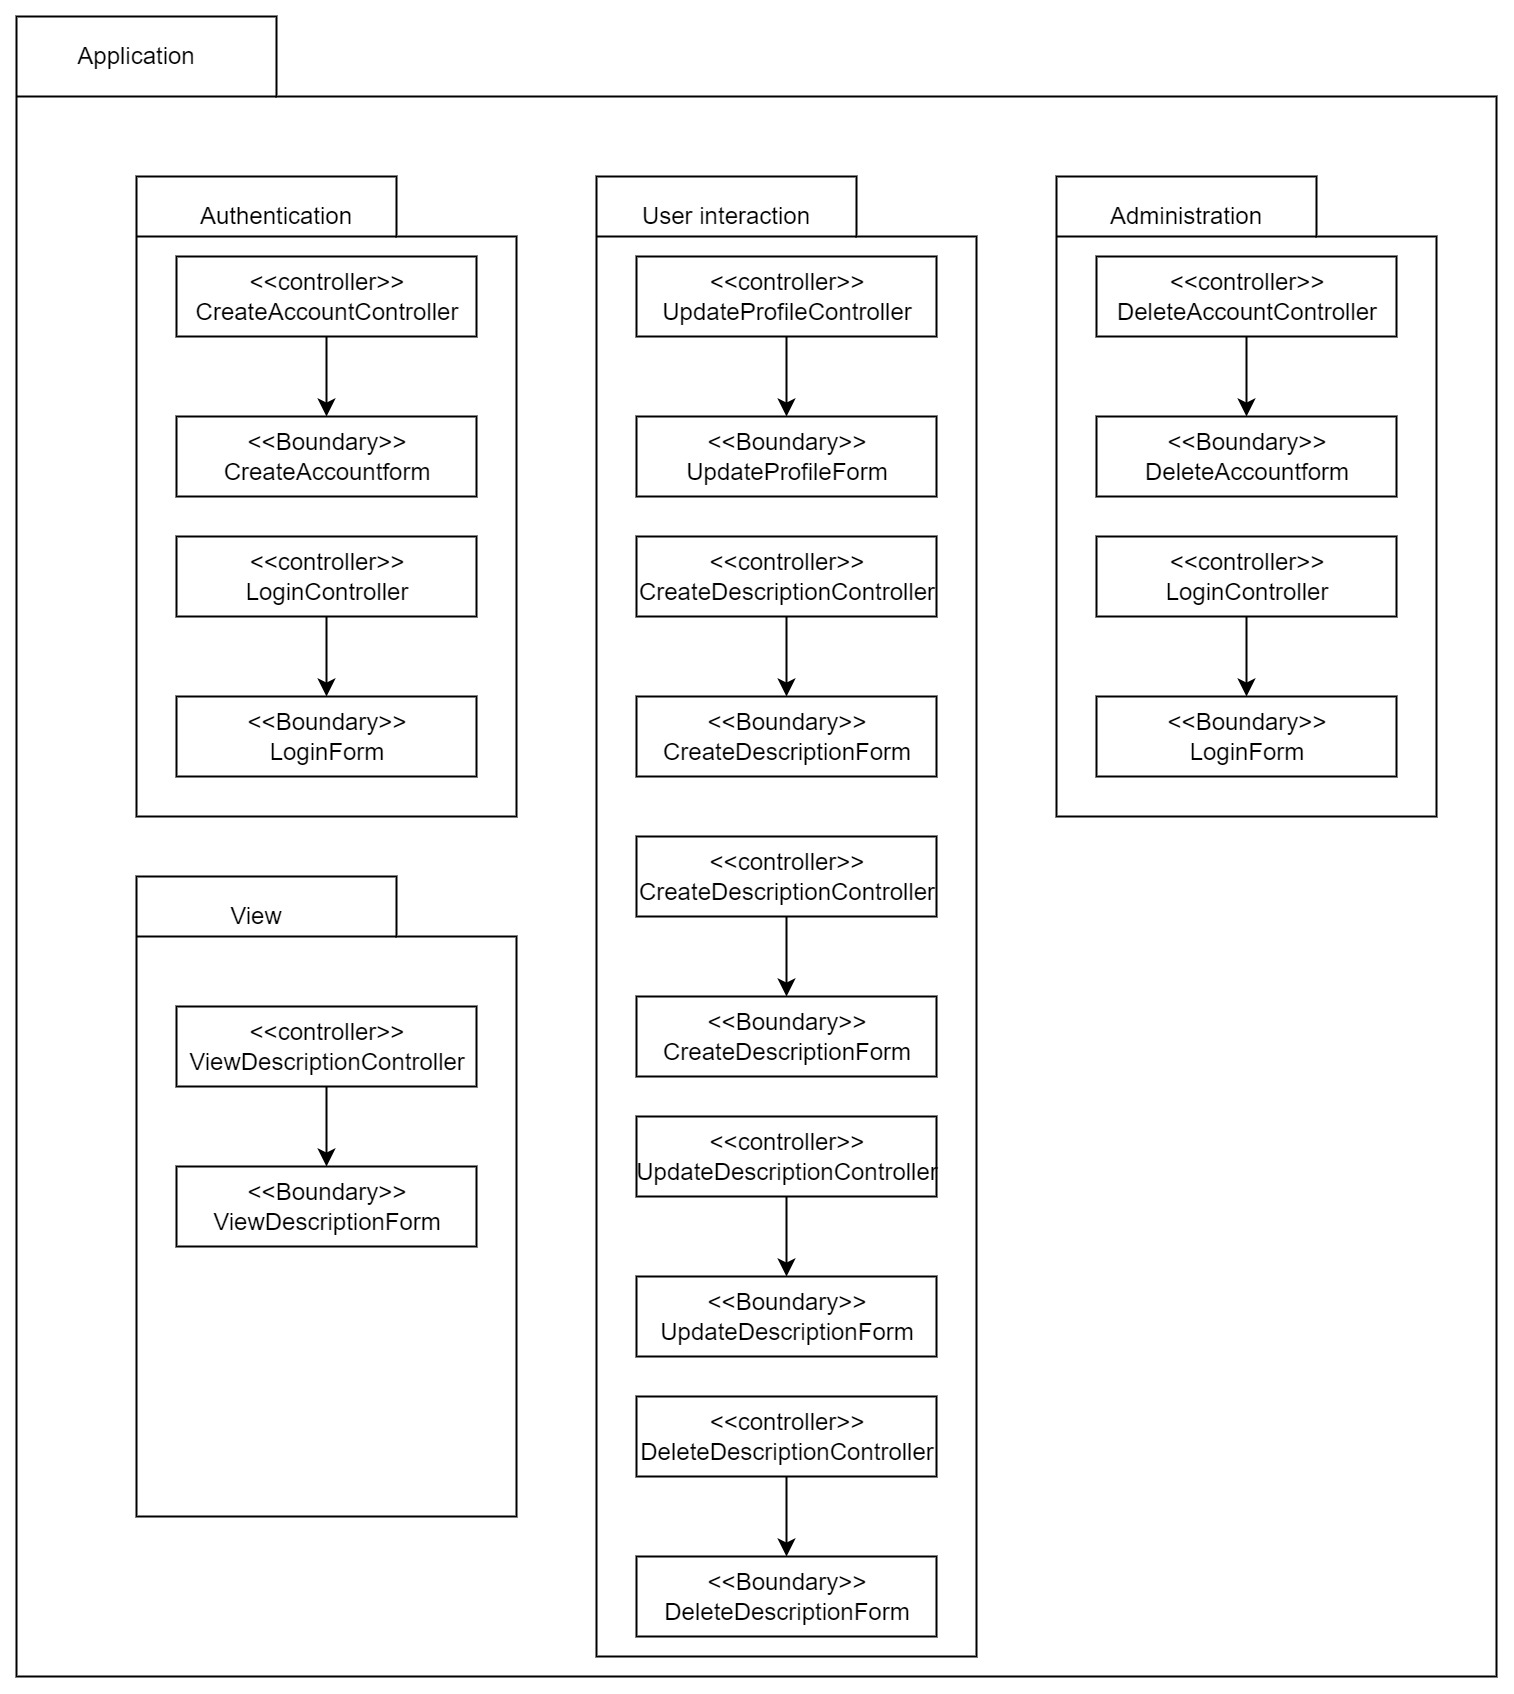 Application
Authentication
<<controller>>
CreateAccountController
<<Boundary>>
CreateAccountform
<<controller>>
LoginController
<<Boundary>>
LoginForm
View
<<controller>>
ViewDescriptionController
<<Boundary>>
ViewDescriptionForm
User interaction
<<controller>>
UpdateProfileController
<<Boundary>>
UpdateProfileForm
<<controller>>
CreateDescriptionController
<<Boundary>>
CreateDescriptionForm
<<controller>>
CreateDescriptionController
<<Boundary>>
CreateDescriptionForm
<<controller>>
UpdateDescriptionController
<<Boundary>>
UpdateDescriptionForm
<<controller>>
DeleteDescriptionController
<<Boundary>>
DeleteDescriptionForm
Administration
<<controller>>
DeleteAccountController
<<Boundary>>
DeleteAccountform
<<controller>>
LoginController
<<Boundary>>
LoginForm